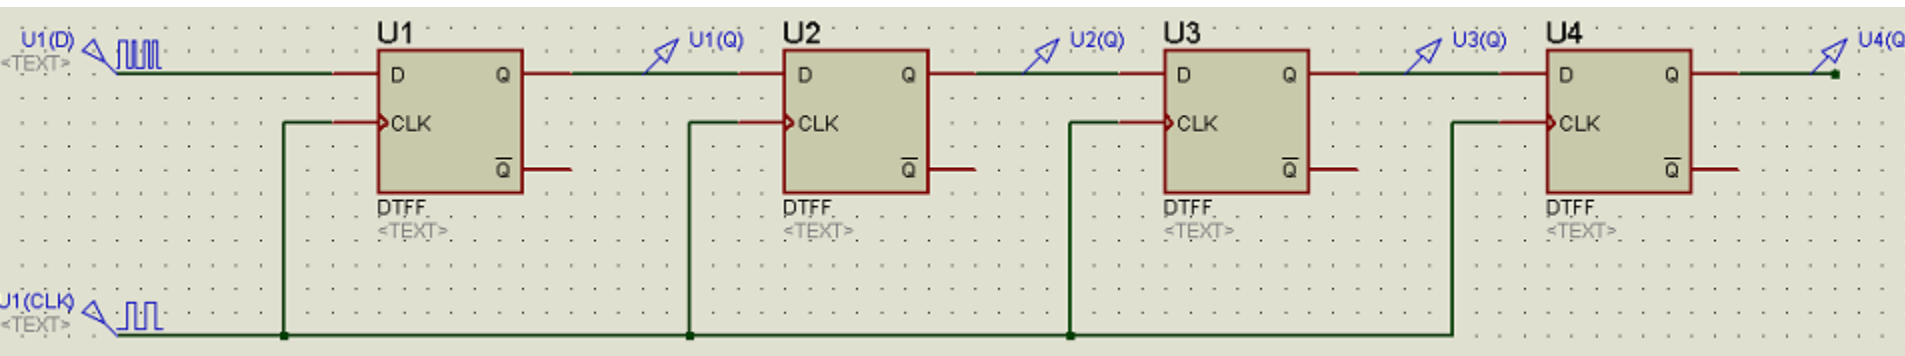 U1
U2
U3
U4
U1(D)
<TEXT>
U1(Q)
U2(Q)
U3(Q)
U4(Q
D
Q
D
Q
D
Q
D
Q
CLK
CLK
CLK
CLK
Q̅
Q̅
Q̅
Q̅
DTFF
DTFF
DTFF
DTFF
<TEXT>
<TEXT>
<TEXT>
<TEXT>
U1(CLK)
<TEXT>